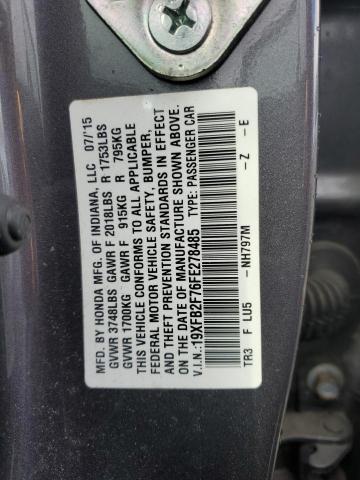 MFD. BY HONDA MFG. OF INDIANA, LLC 07/15
GVWR 3748LBS GAWR F 2018LBS R 1753LBS
GVWR 1700KG GAWR F 915KG R 795KG
THIS VEHICLE CONFORMS TO ALL APPLICABLE
FEDERAL MOTOR VEHICLE SAFETY, BUMPER,
AND THEFT PREVENTION STANDARDS IN EFFECT
ON THE DATE OF MANUFACTURE SHOWN ABOVE.
V.I.N.:19XFB2F76FE278485 TYPE: PASSENGER CAR
TR3 F LU5 -NH797M -Z -E